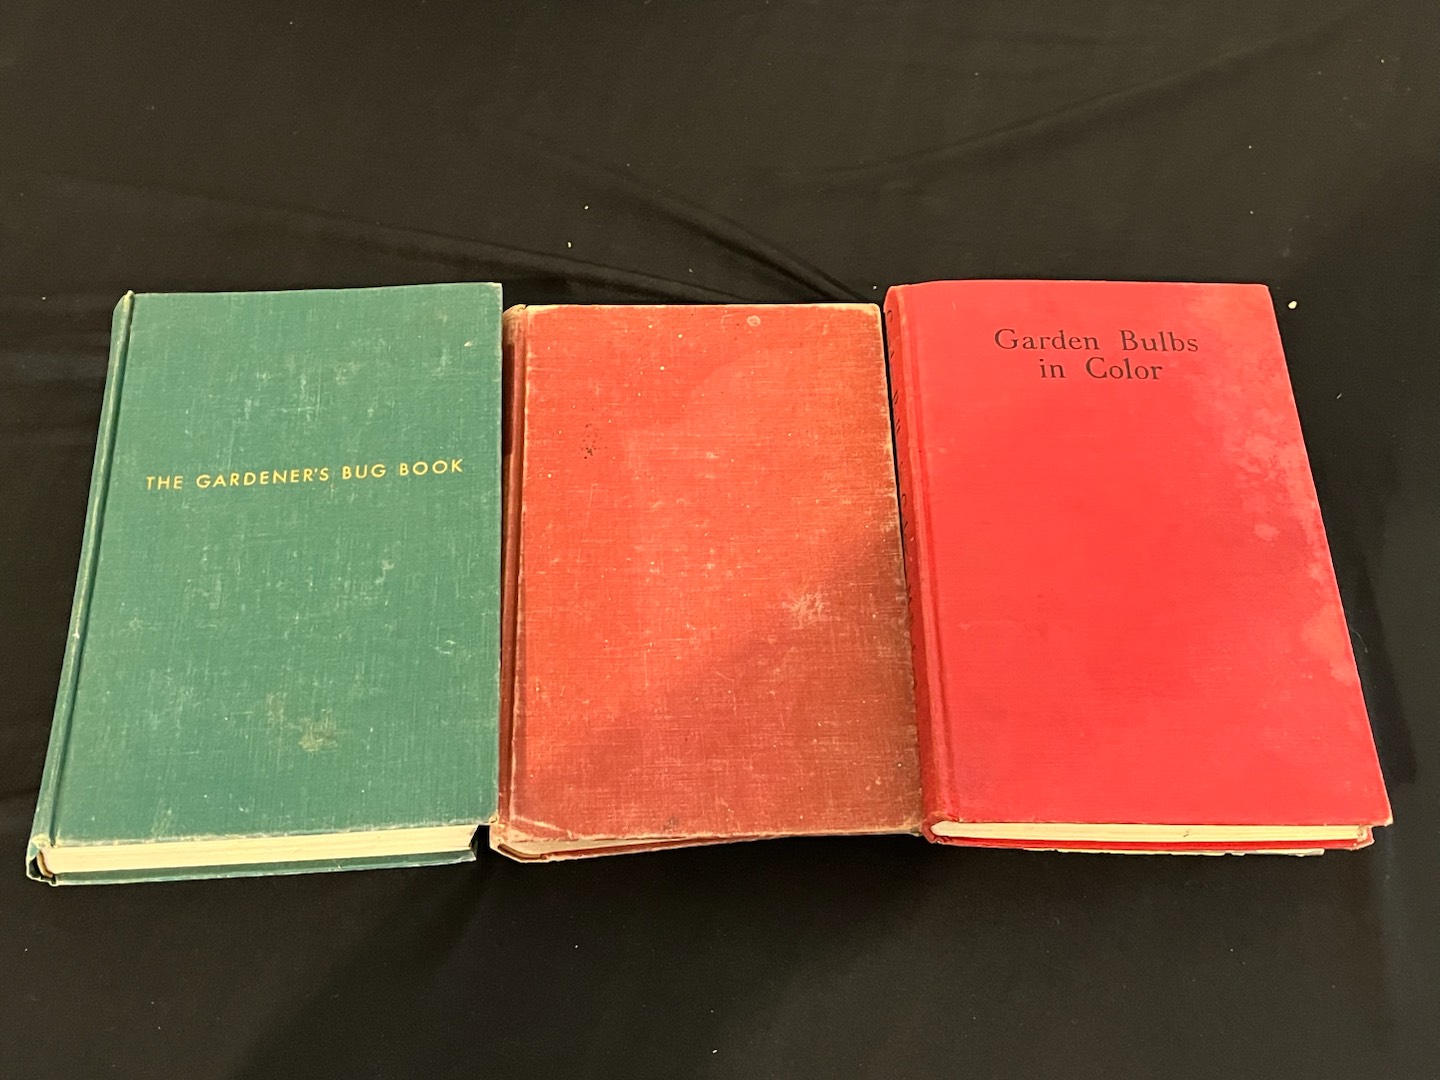 THE GARDENER'S BUG BOOK
Garden Bulbs
in Color